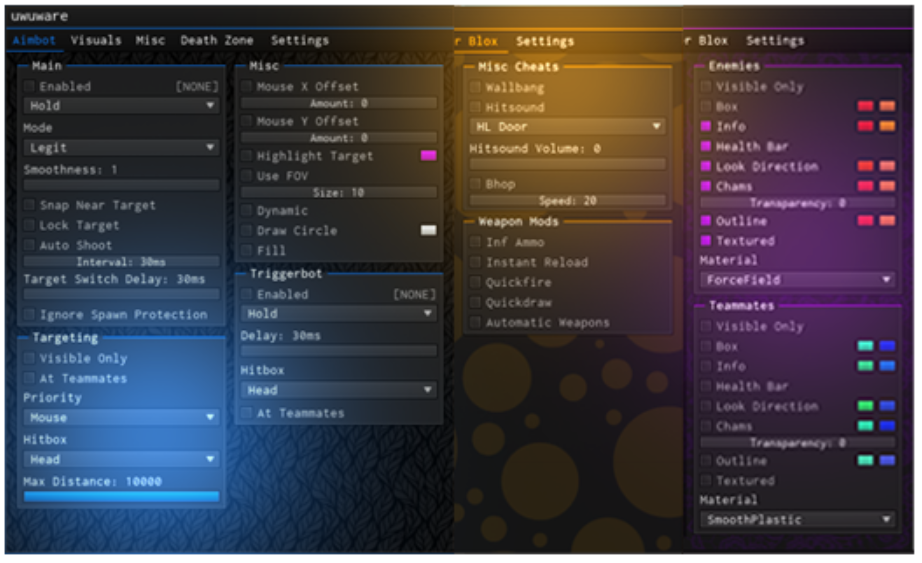 uwuware
Aimbot Visuals Misc Death Zone Settings
Main
Enabled [NONE]
Hold
Mode
Legit
Smoothness: 1
Snap Near Target
Lock Target
Auto Shoot
Interval: 30ms
Target Switch Delay: 30ms
Ignore Spawn Protection
Targeting
Visible Only
At Teammates
Priority
Mouse
Hitbox
Head
Max Distance: 10000
Misc
Mouse X Offset
Amount: 0
Mouse Y Offset
Amount: 0
Highlight Target
Use FOV
Size: 10
Dynamic
Draw Circle
Fill
Triggerbot
Enabled [NONE]
Hold
Delay: 30ms
Hitbox
Head
At Teammates
r Blox Settings
Misc Cheats
Wallbang
Hitsound
HL Door
Hitsound Volume: 0
Bhop
Speed: 20
Weapon Mods
Inf Ammo
Instant Reload
Quickfire
Quickdraw
Automatic Weapons
r Blox Settings
Enemies
Visible Only
Box
Info
Health Bar
Look Direction
Chams
Transparency: 0
Outline
Textured
Material
ForceField
Teammates
Visible Only
Box
Info
Health Bar
Look Direction
Chams
Transparency: 0
Outline
Textured
Material
SmoothPlastic